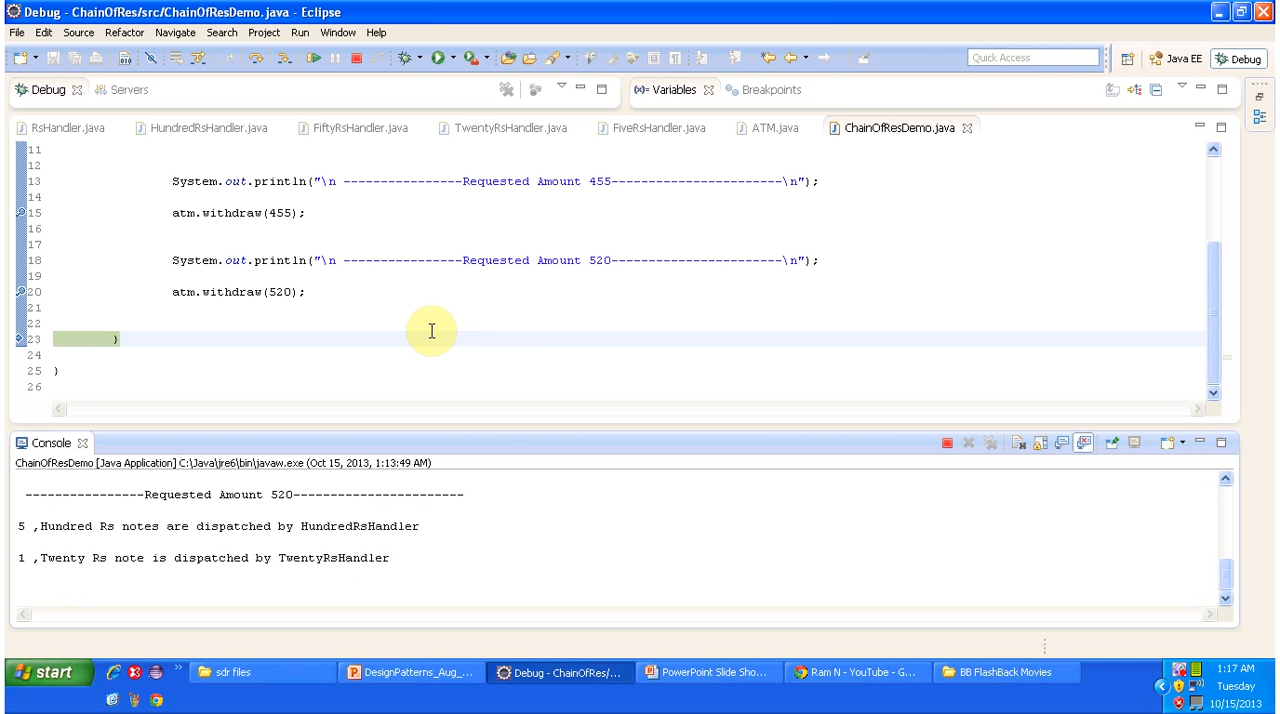 Debug - ChainOfRes/src/ChainOfResDemo.java - Eclipse
File Edit Source Refactor Navigate Search Project Run Window Help
Quick Access Java EE Debug
Debug Servers (x)= Variables Breakpoints
RsHandler.java HundredRsHandler.java FiftyRsHandler.java TwentyRsHandler.java FiveRsHandler.java ATM.java ChainOfResDemo.java
11
12
13 System.out.println("\n ----------------Requested Amount 455-----------------------\n");
14
15 atm.withdraw(455);
16
17
18 System.out.println("\n ----------------Requested Amount 520-----------------------\n");
19
20 atm.withdraw(520);
21
22
23 }
24
25 }
26
Console
ChainOfResDemo [Java Application] C:\Java\jre6\bin\javaw.exe (Oct 15, 2013, 1:13:49 AM)
----------------Requested Amount 520-----------------------
5 ,Hundred Rs notes are dispatched by HundredRsHandler
1 ,Twenty Rs note is dispatched by TwentyRsHandler
start sdr files DesignPatterns_Aug_... Debug - ChainOfRes/... PowerPoint Slide Sho... Ram N - YouTube - G... BB FlashBack Movies 1:17 AM
Tuesday
10/15/2013